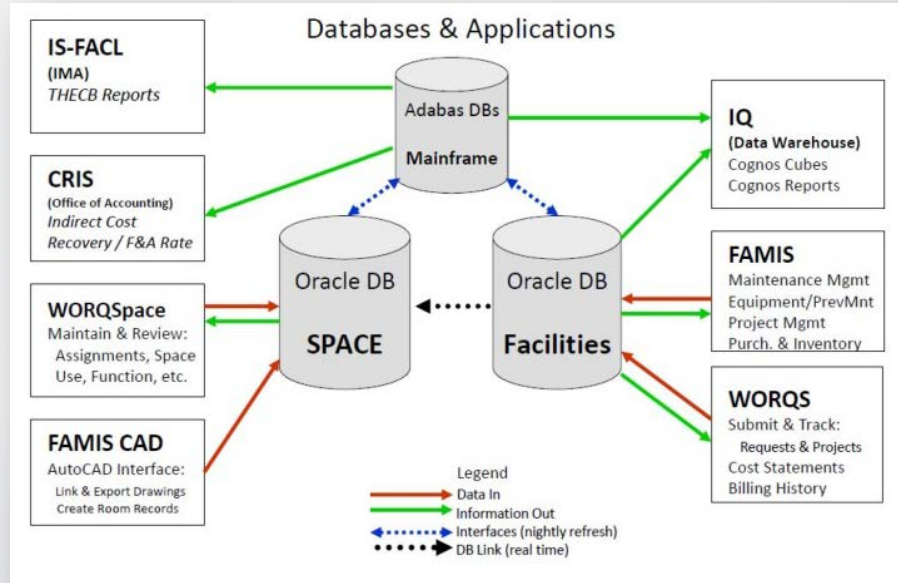 Databases & Applications
IS-FACL
(IMA)
THECB Reports
CRIS
(Office of Accounting)
Indirect Cost
Recovery / F&A Rate
WORQSpace
Maintain & Review:
Assignments, Space
Use, Function, etc.
FAMIS CAD
AutoCAD Interface:
Link & Export Drawings
Create Room Records
Adabas DBs
Mainframe
Oracle DB
SPACE
Oracle DB
Facilities
IQ
(Data Warehouse)
Cognos Cubes
Cognos Reports
FAMIS
Maintenance Mgmt
Equipment/PrevMnt
Project Mgmt
Purch. & Inventory
WORQS
Submit & Track:
Requests & Projects
Cost Statements
Billing History
Legend
Data In
Information Out
Interfaces (nightly refresh)
DB Link (real time)